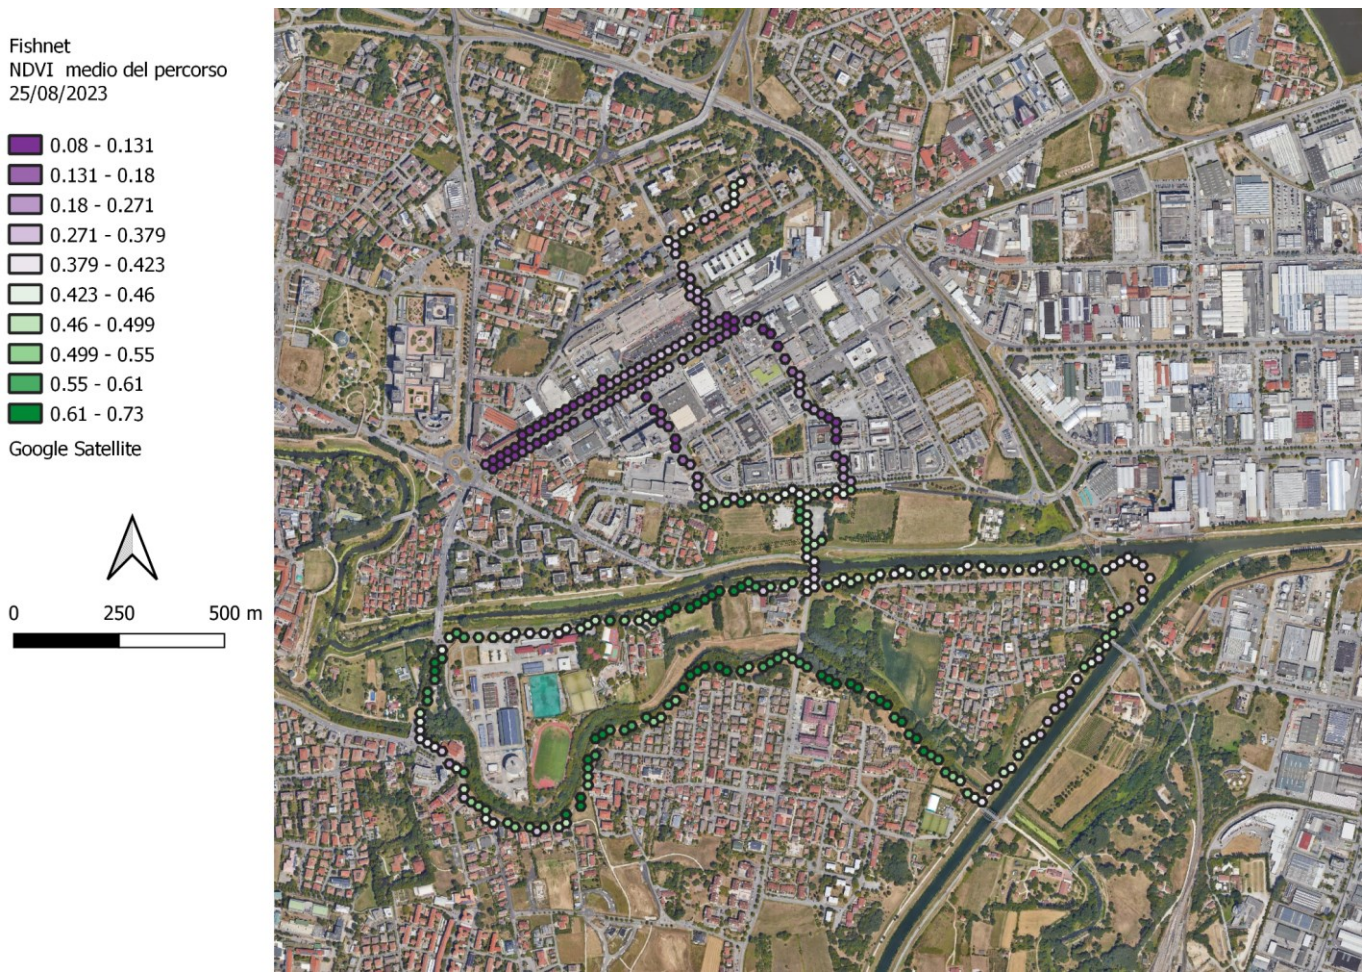 Fishnet
NDVI medio del percorso
25/08/2023
0.08 - 0.131
0.131 - 0.18
0.18 - 0.271
0.271 - 0.379
0.379 - 0.423
0.423 - 0.46
0.46 - 0.499
0.499 - 0.55
0.55 - 0.61
0.61 - 0.73
Google Satellite
0 250 500 m